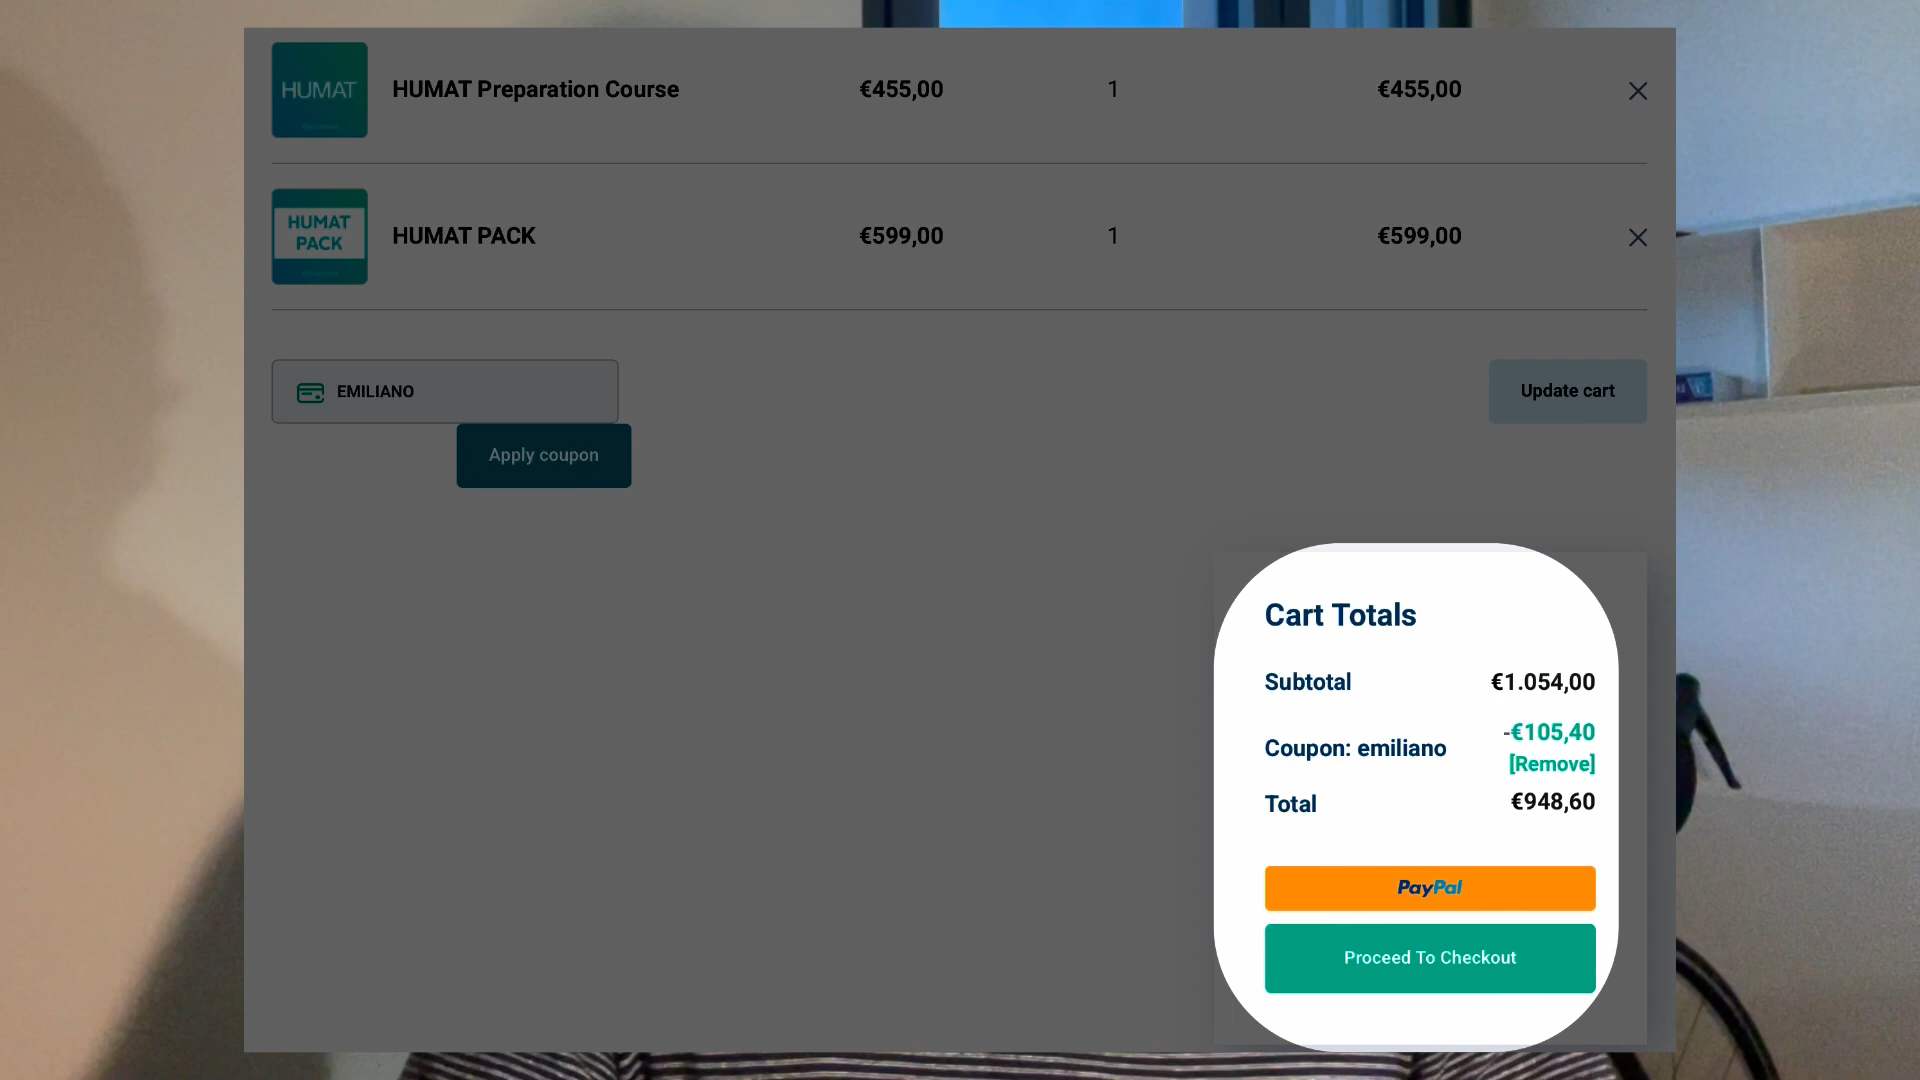 HUMAT
HUMAT Preparation Course €455,00 1 €455,00
HUMAT
PACK
HUMAT PACK €599,00 1 €599,00
EMILIANO
Update cart
Apply coupon
Cart Totals
Subtotal €1.054,00
Coupon: emiliano -€105,40
[Remove]
Total €948,60
PayPal
Proceed To Checkout